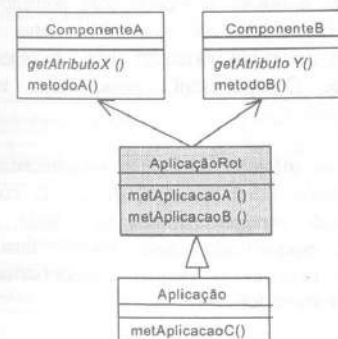 ComponenteA
getAtributoX ()
metodoA()
ComponenteB
getAtributo Y()
metodoB()
AplicaçãoRot
metAplicacaoA ()
metAplicacaoB ()
Aplicação
metAplicacaoC()